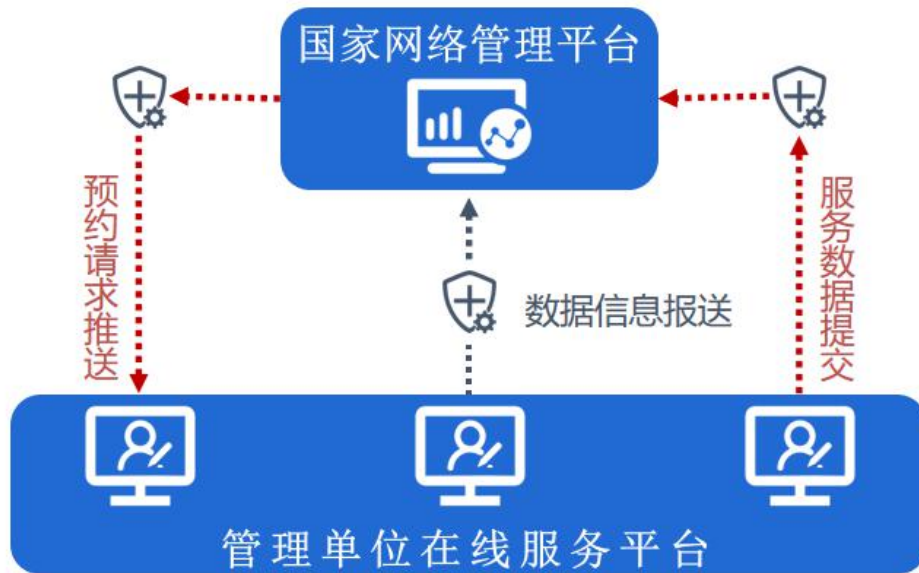 国家网络管理平台
预约请求推送
数据信息报送
服务数据提交
管理单位在线服务平台